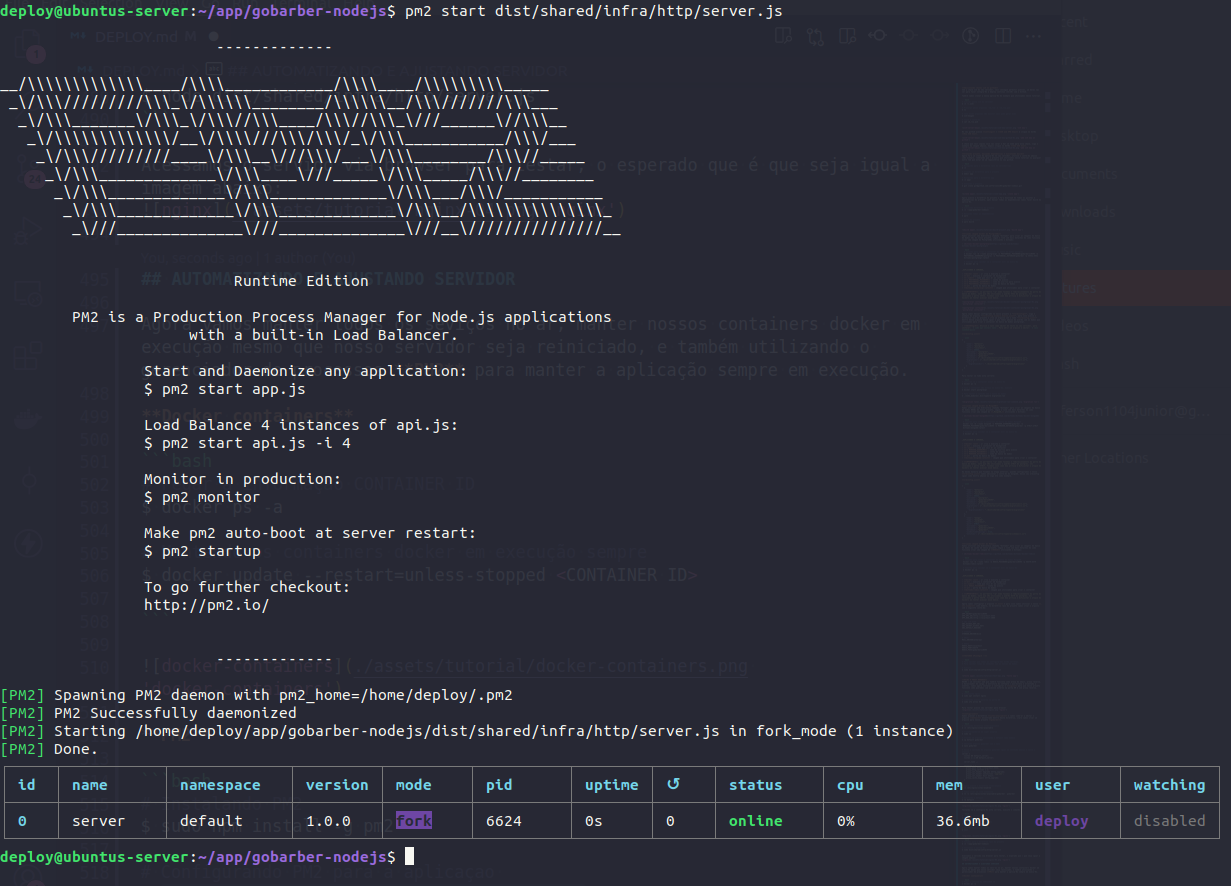 deploy@ubuntus-server:~/app/gobarber-nodejs$ pm2 start dist/shared/infra/http/server.js
-------------
__/\\\\\\\\\\\\\____/\\\\____________/\\\\____/\\\\\\\\\_____
_\/\\\/////////\\\_\/\\\\\\________/\\\\\\__/\\\///////\\\___
_\/\\\_______\/\\\_\/\\\//\\\____/\\\//\\\_\///______\//\\\__
_\/\\\\\\\\\\\\\/__\/\\\\///\\\/\\\/_\/\\\___________/\\\/___
_\/\\\/////////____\/\\\__\///\\\/___\/\\\________/\\\//_____
_\/\\\_____________\/\\\____\///_____\/\\\_____/\\\//________
_\/\\\_____________\/\\\_____________\/\\\___/\\\/___________
_\/\\\_____________\/\\\_____________\/\\\__/\\\\\\\\\\\\\\\_
_\///______________\///______________\///__\///////////////__
Runtime Edition
PM2 is a Production Process Manager for Node.js applications
with a built-in Load Balancer.
Start and Daemonize any application:
$ pm2 start app.js
Load Balance 4 instances of api.js:
$ pm2 start api.js -i 4
Monitor in production:
$ pm2 monitor
Make pm2 auto-boot at server restart:
$ pm2 startup
To go further checkout:
http://pm2.io/
-------------
[PM2] Spawning PM2 daemon with pm2_home=/home/deploy/.pm2
[PM2] PM2 Successfully daemonized
[PM2] Starting /home/deploy/app/gobarber-nodejs/dist/shared/infra/http/server.js in fork_mode (1 instance)
[PM2] Done.
id name namespace version mode pid uptime ↺ status cpu mem user watching
0 server default 1.0.0 fork 6624 0s 0 online 0% 36.6mb deploy disabled
deploy@ubuntus-server:~/app/gobarber-nodejs$